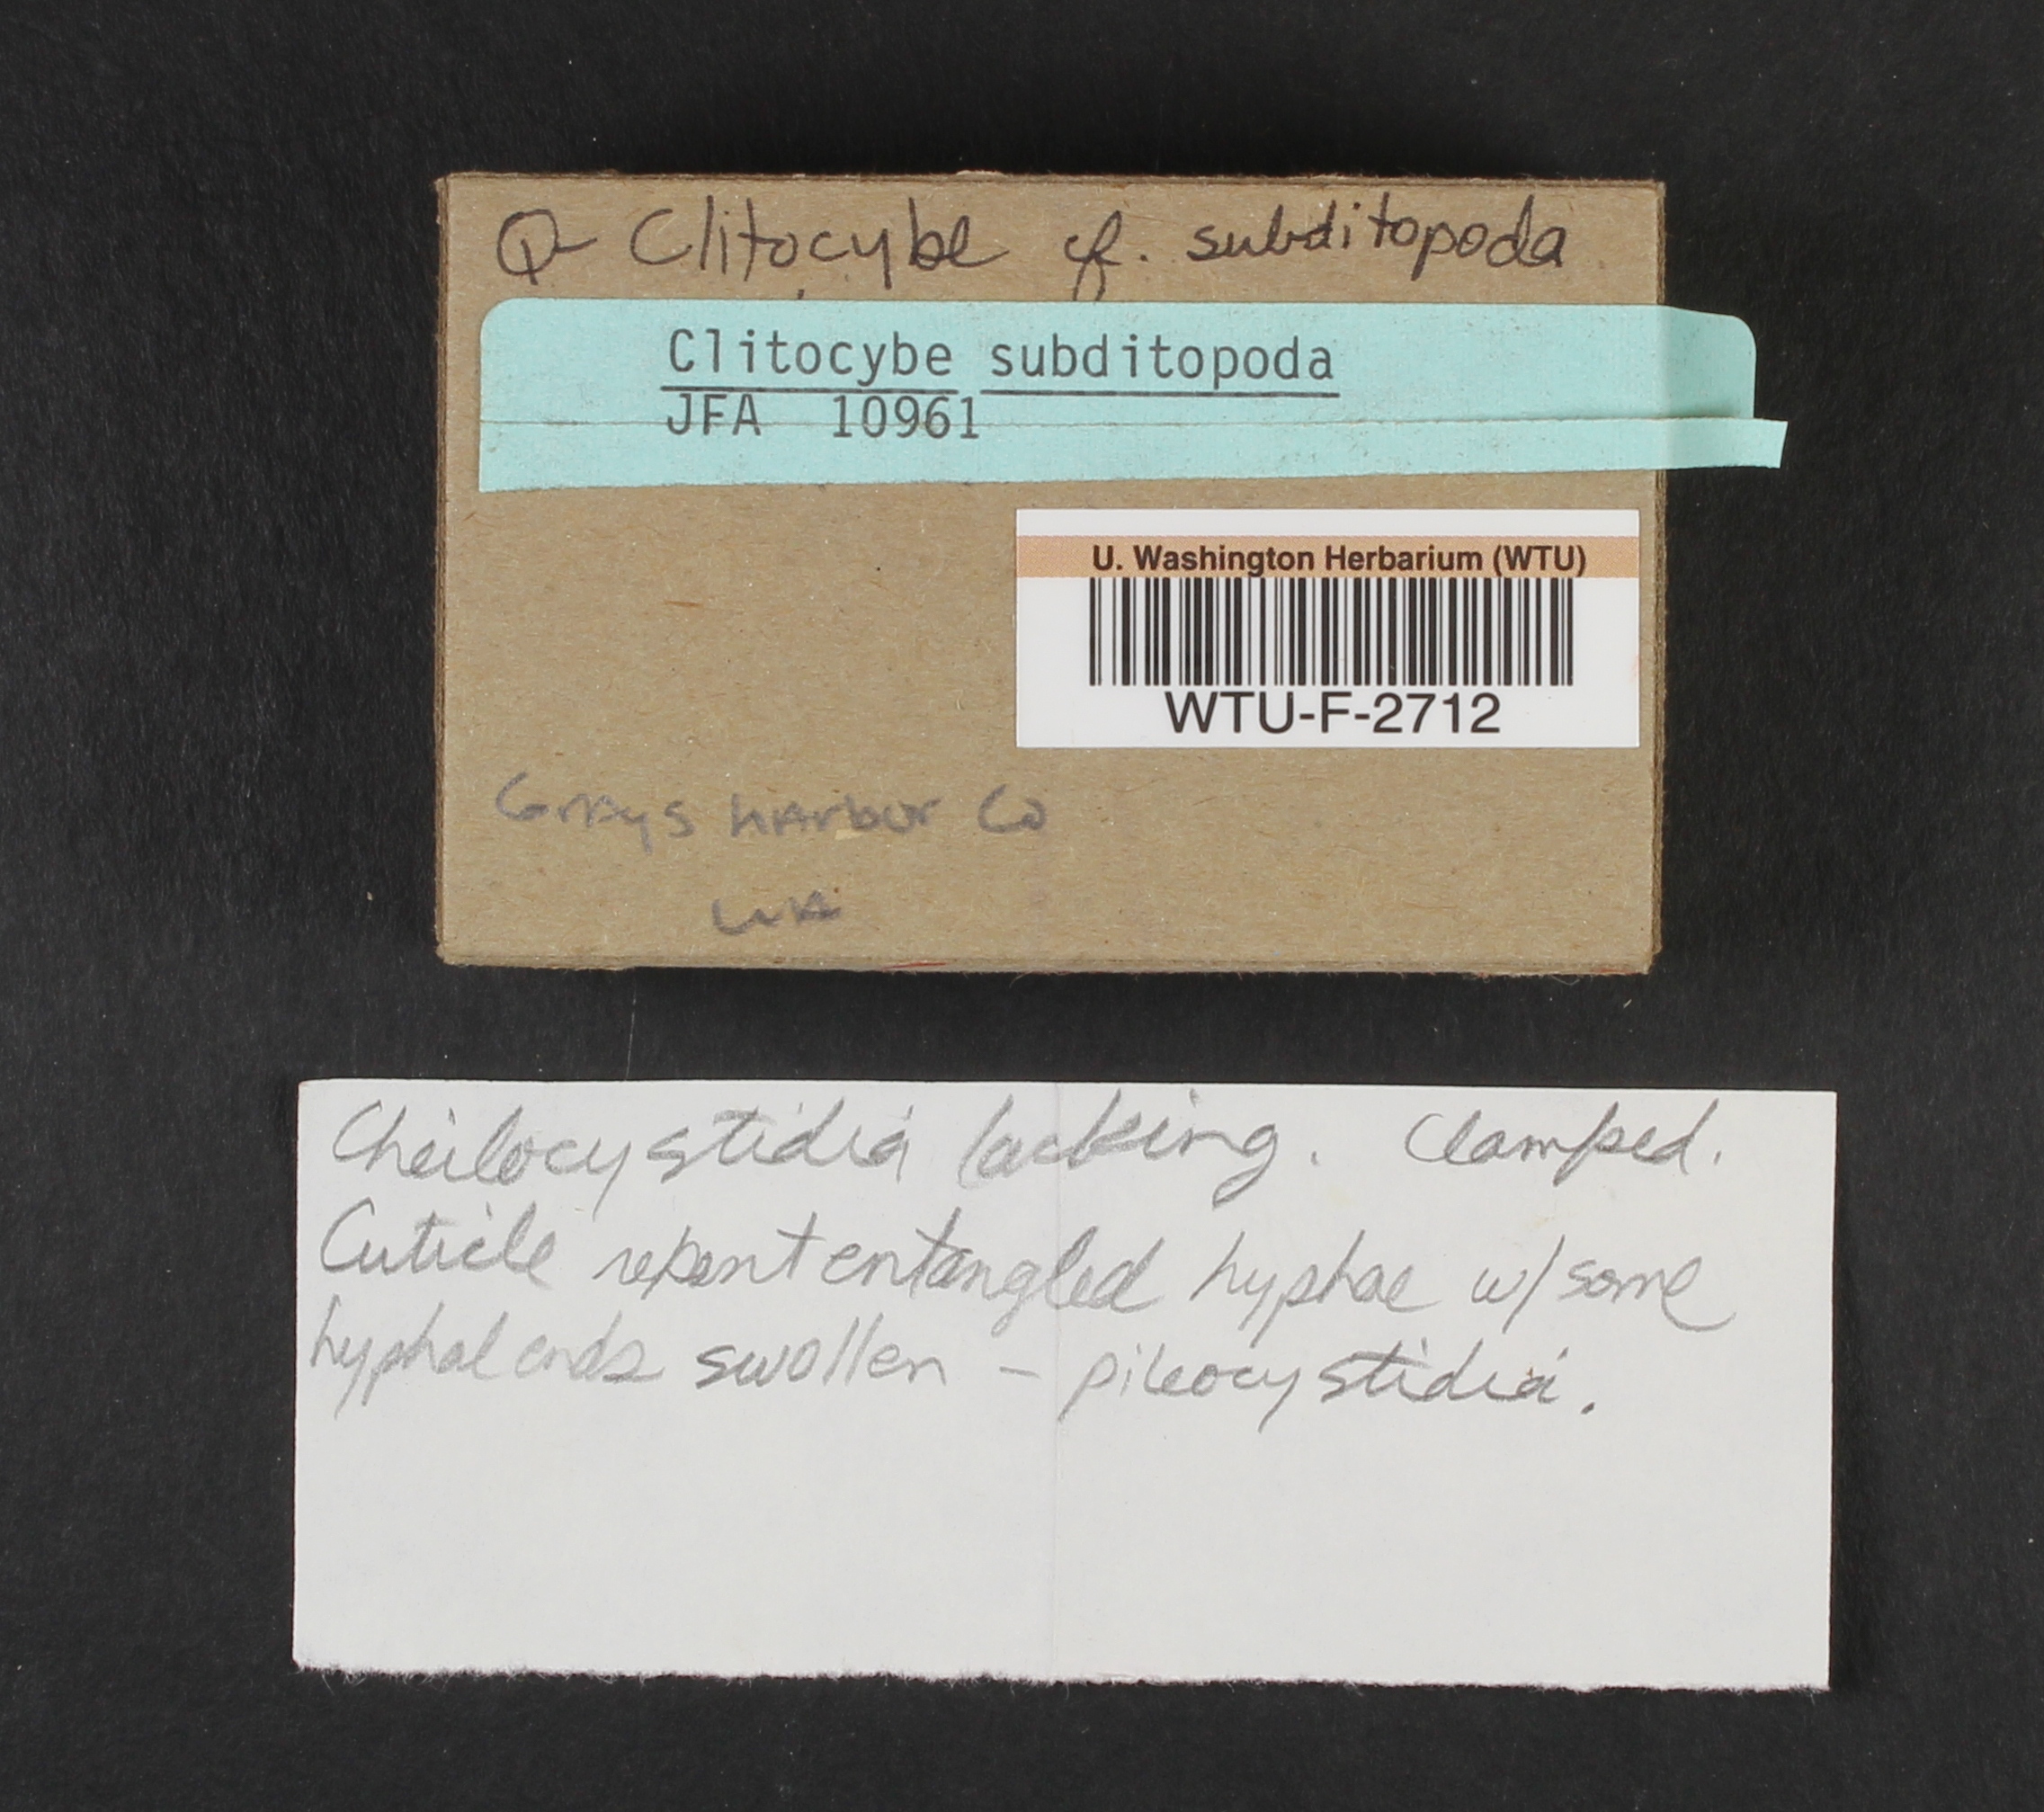 Q Clitocybe cf. subditopoda
Clitocybe subditopoda
JFA 10961
U. Washington Herbarium (WTU)
WTU-F-2712
Grays Harbor Co
WA
Cheilocystidia lacking. Clamped.
Cuticle repent entangled hyphae w/ some
hyphal ends swollen - pileocystidia.